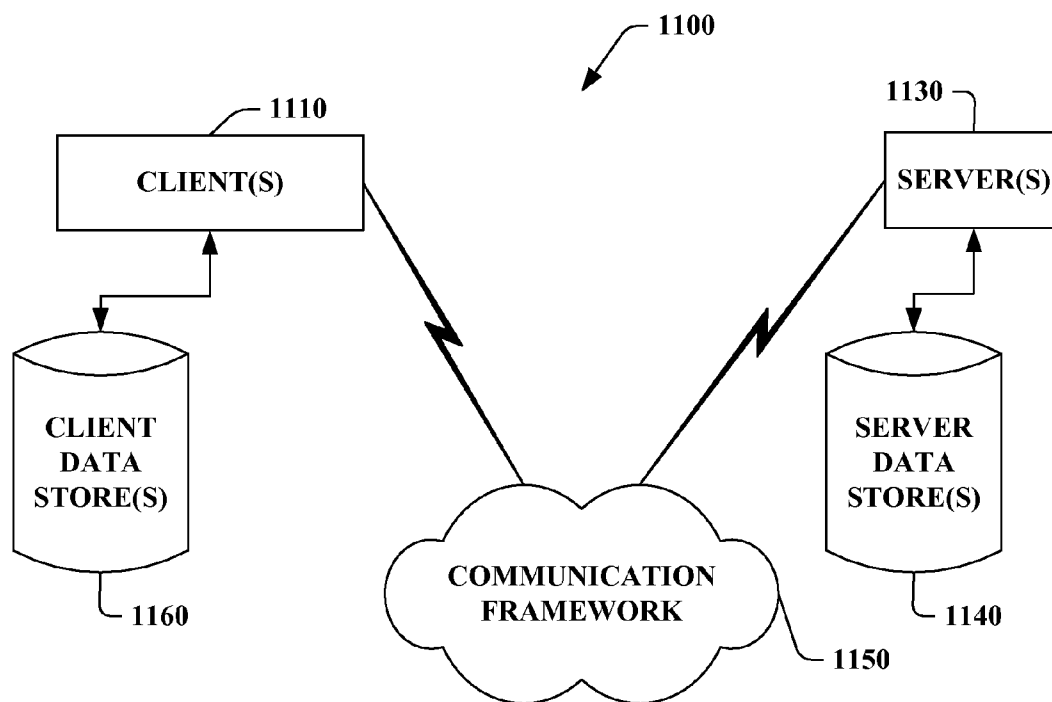 1100
1110
1130
CLIENT(S)
SERVER(S)
CLIENT
DATA
STORE(S)
SERVER
DATA
STORE(S)
COMMUNICATION
FRAMEWORK
1160
1140
1150